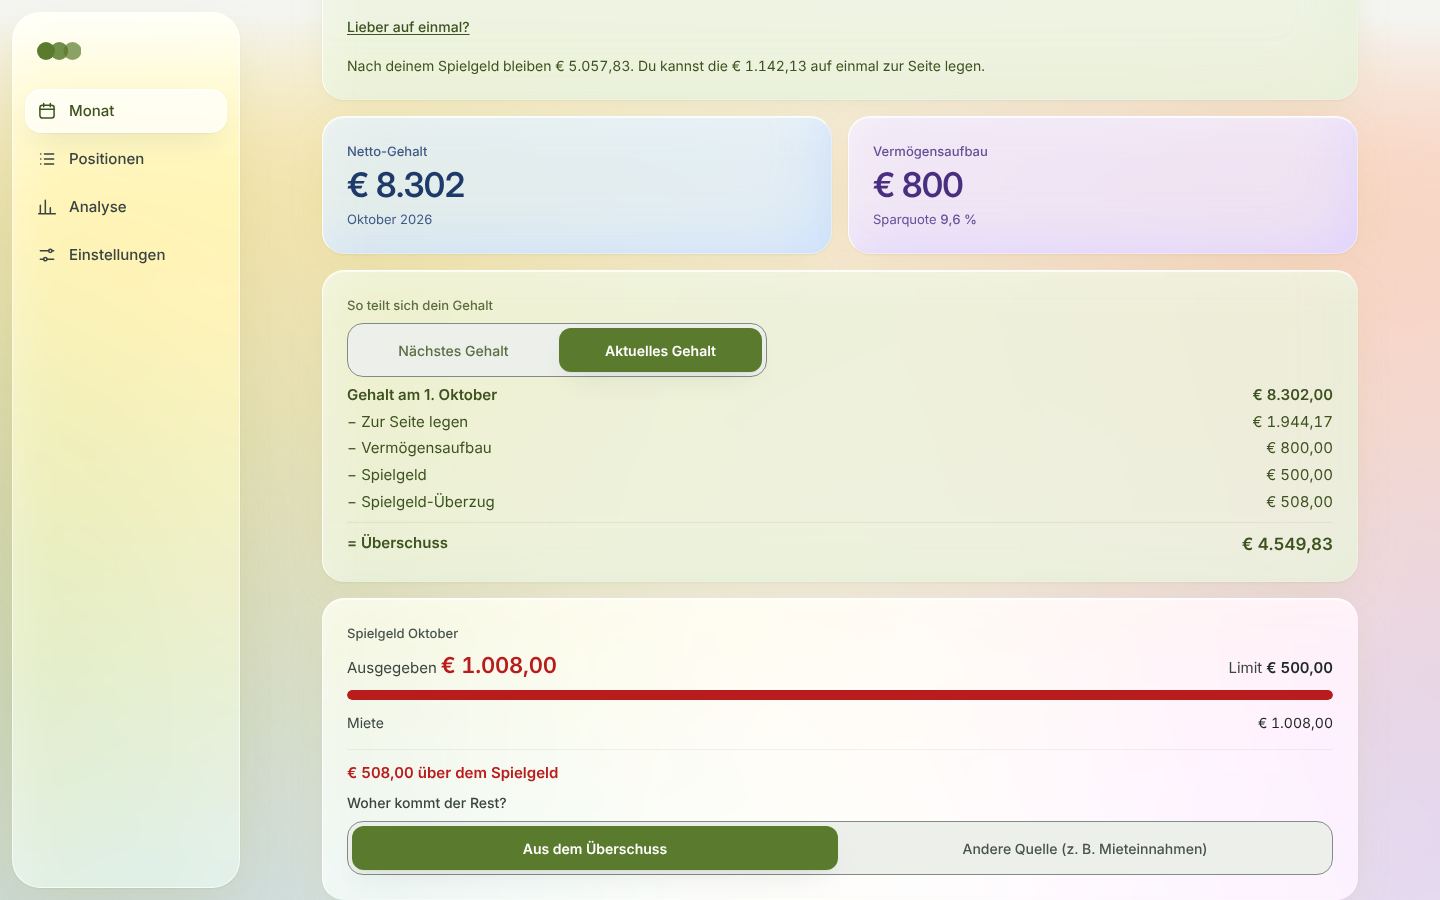 Lieber auf einmal?
Nach deinem Spielgeld bleiben € 5.057,83. Du kannst die € 1.142,13 auf einmal zur Seite legen.
Monat
Positionen
Analyse
Einstellungen
Netto-Gehalt
€ 8.302
Oktober 2026
Vermögensaufbau
€ 800
Sparquote 9,6 %
So teilt sich dein Gehalt
Nächstes Gehalt
Aktuelles Gehalt
Gehalt am 1. Oktober € 8.302,00
− Zur Seite legen € 1.944,17
− Vermögensaufbau € 800,00
− Spielgeld € 500,00
− Spielgeld-Überzug € 508,00
= Überschuss € 4.549,83
Spielgeld Oktober
Ausgegeben € 1.008,00 Limit € 500,00
Miete € 1.008,00
€ 508,00 über dem Spielgeld
Woher kommt der Rest?
Aus dem Überschuss
Andere Quelle (z. B. Mieteinnahmen)